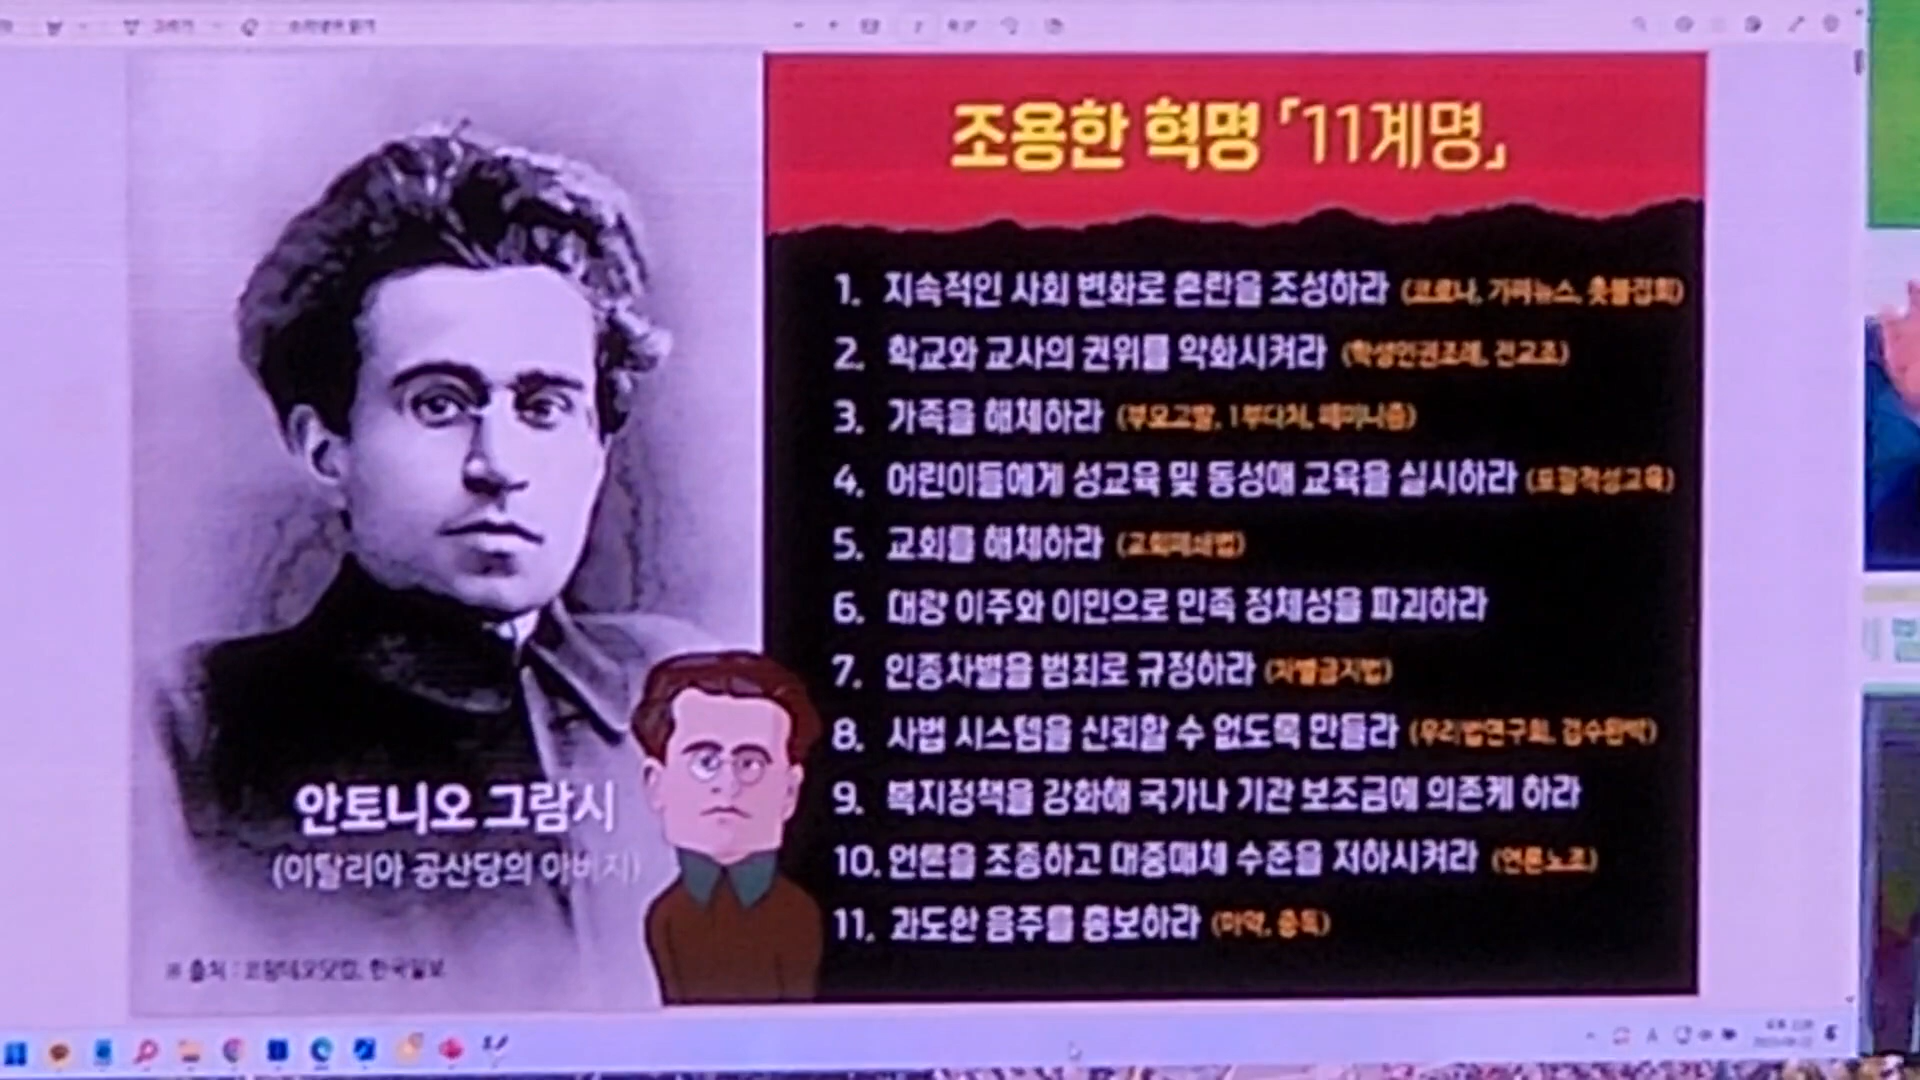 조용한 혁명 「11계명」
1. 지속적인 사회 변화로 혼란을 조성하라 (코로나, 가짜뉴스, 촛불집회)
2. 학교와 교사의 권위를 약화시켜라 (학생인권조례, 전교조)
3. 가족을 해체하라 (부모고발, 1부다처, 페미니즘)
4. 어린이들에게 성교육 및 동성애 교육을 실시하라 (포괄적성교육)
5. 교회를 해체하라 (교회폐쇄법)
6. 대량 이주와 이민으로 민족 정체성을 파괴하라
7. 인종차별을 범죄로 규정하라 (차별금지법)
8. 사법 시스템을 신뢰할 수 없도록 만들라 (우리법연구회, 검수완박)
9. 복지정책을 강화해 국가나 기관 보조금에 의존케 하라
10. 언론을 조종하고 대중매체 수준을 저하시켜라 (언론노조)
11. 과도한 음주를 홍보하라 (마약, 중독)
안토니오 그람시
(이탈리아 공산당의 아버지)
※ 출처 : 한국일보